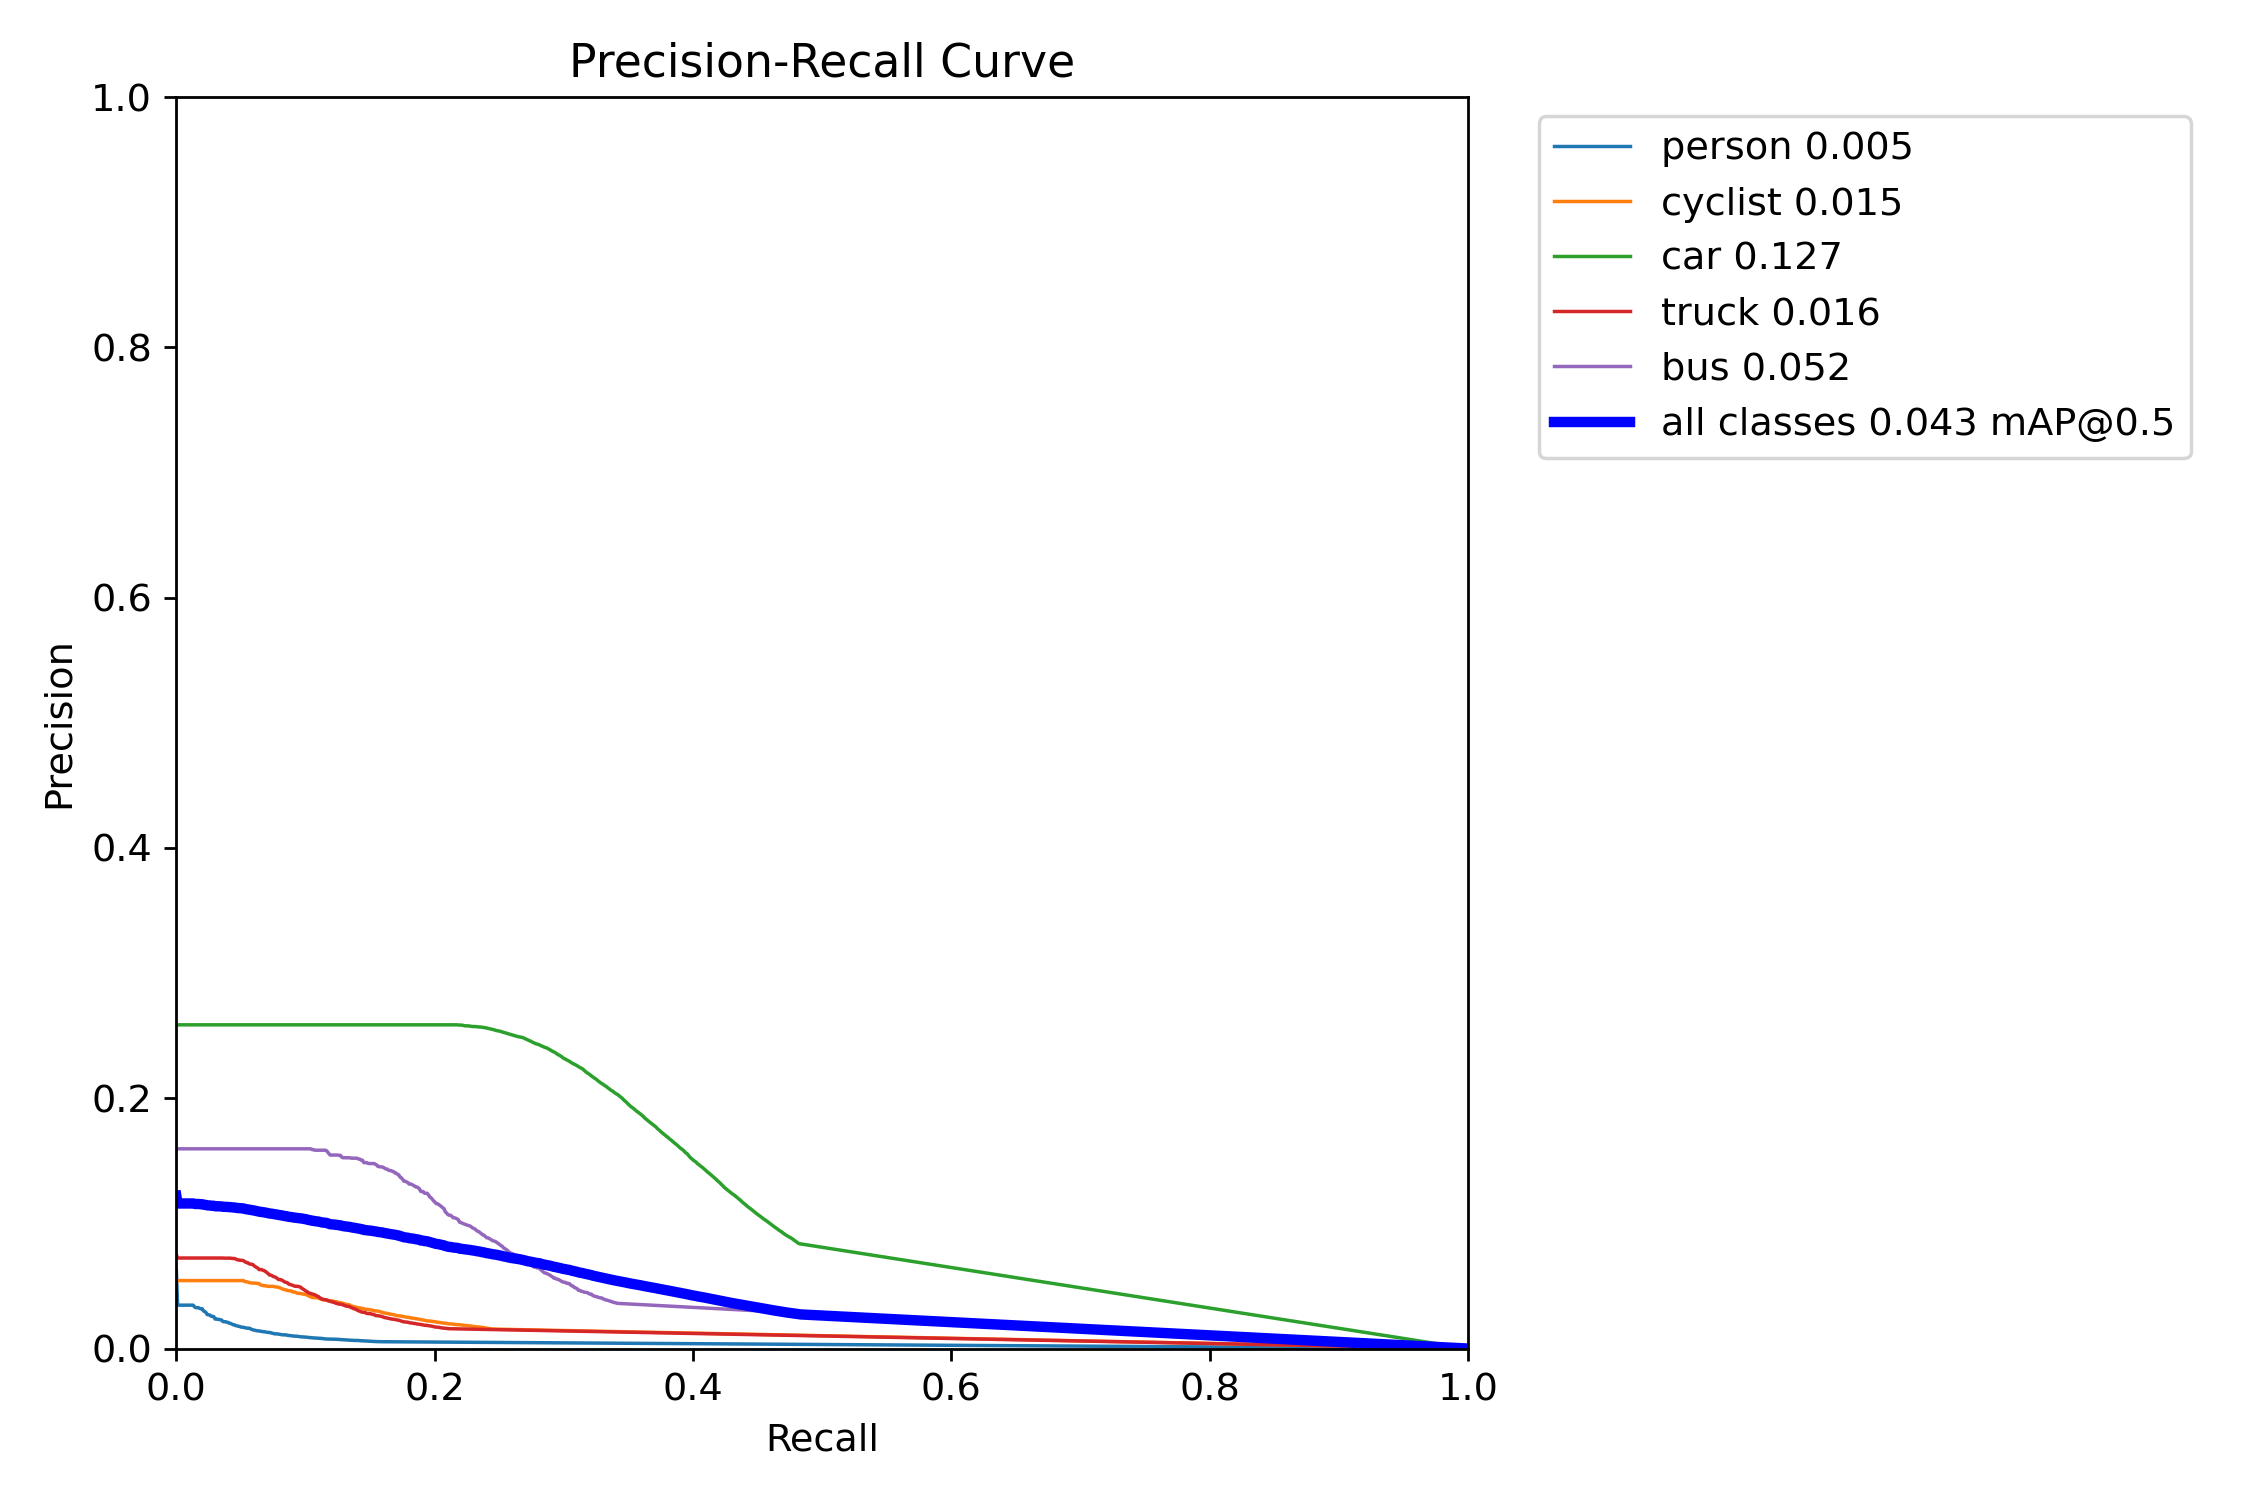 Precision-Recall Curve
1.0
0.8
0.6
0.4
0.2
0.0
Precision
0.0 0.2 0.4 0.6 0.8 1.0
Recall
person 0.005
cyclist 0.015
car 0.127
truck 0.016
bus 0.052
all classes 0.043 mAP@0.5